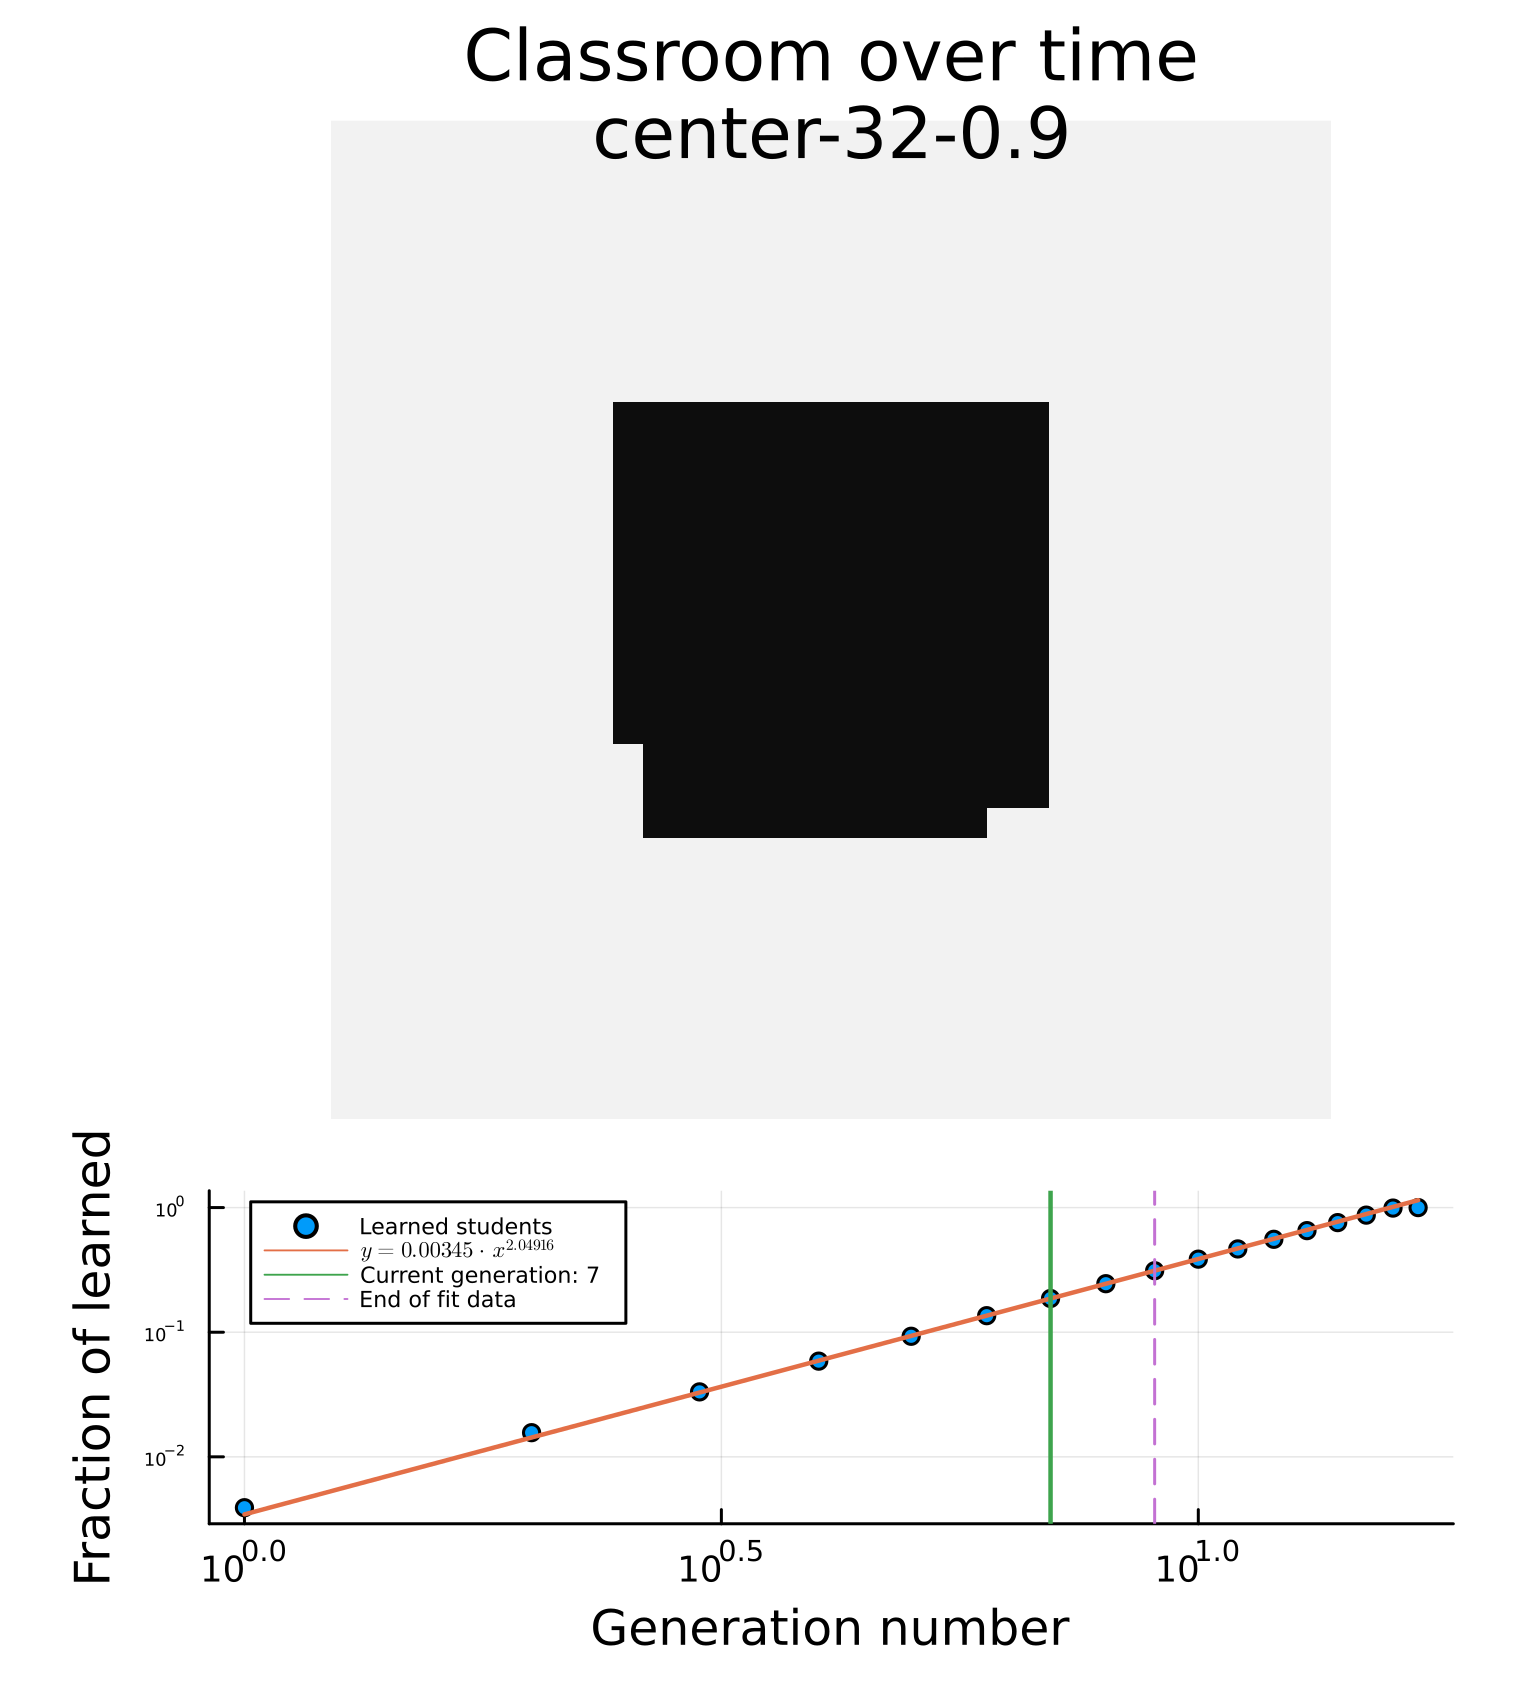 Classroom over time
center-32-0.9
Fraction of learned
10^0
10^−1
10^−2
Learned students
y = 0.00345 · x^2.04916
Current generation: 7
End of fit data
10^0.0
10^0.5
10^1.0
Generation number